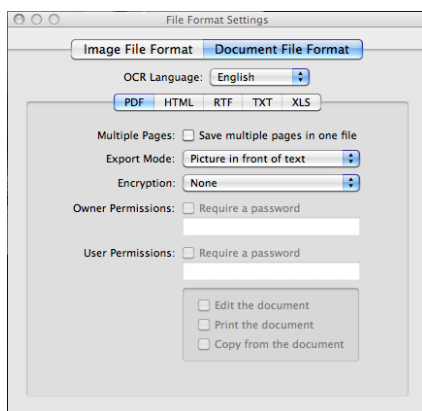 File Format Settings
Image File Format Document File Format
OCR Language: English
PDF HTML RTF TXT XLS
Multiple Pages: Save multiple pages in one file
Export Mode: Picture in front of text
Encryption: None
Owner Permissions: Require a password
User Permissions: Require a password
Edit the document
Print the document
Copy from the document